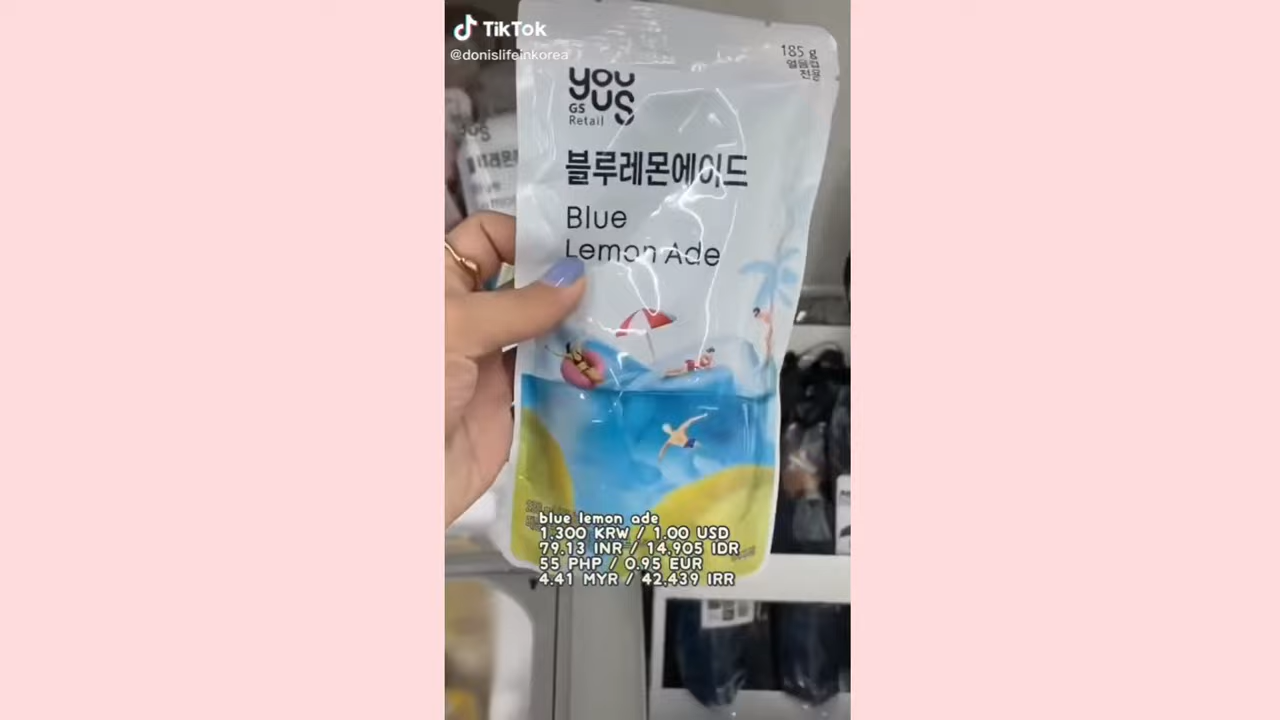 TikTok
@donislifeinkorea
185 g
얼음컵
전용
you
us
GS
Retail
블루레몬에이드
Blue
Lemon Ade
blue lemon ade
1.300 KRW / 1.00 USD
79.13 INR / 14.905 IDR
55 PHP / 0.95 EUR
4.41 MYR / 42,439 IRR